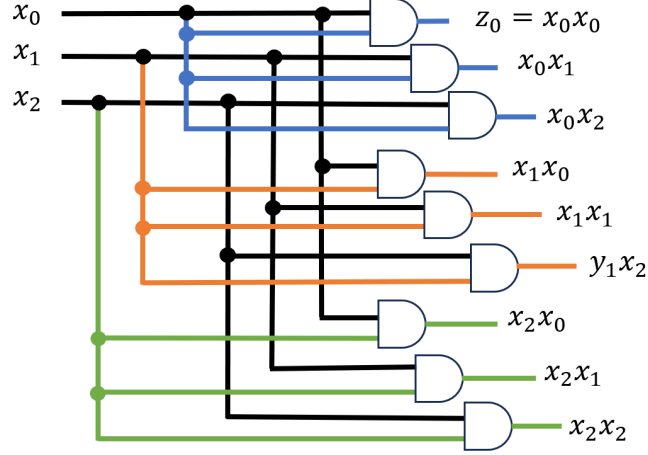 x₀
z₀ = x₀x₀
x₁
x₀x₁
x₂
x₀x₂
x₁x₀
x₁x₁
y₁x₂
x₂x₀
x₂x₁
x₂x₂